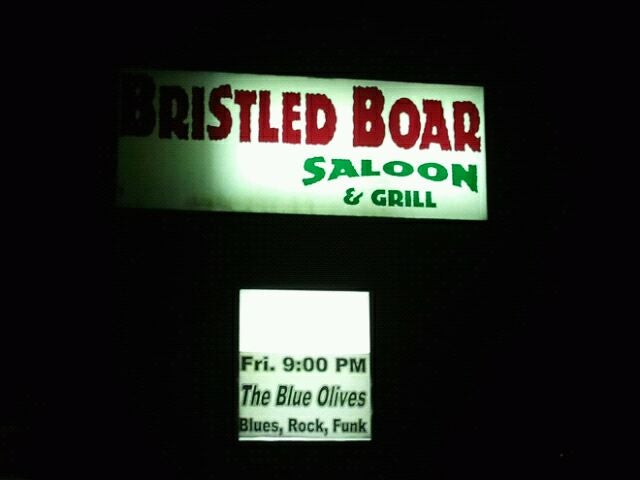 BRISTLED BOAR
SALOON
& GRILL
Fri. 9:00 PM
The Blue Olives
Blues, Rock, Funk